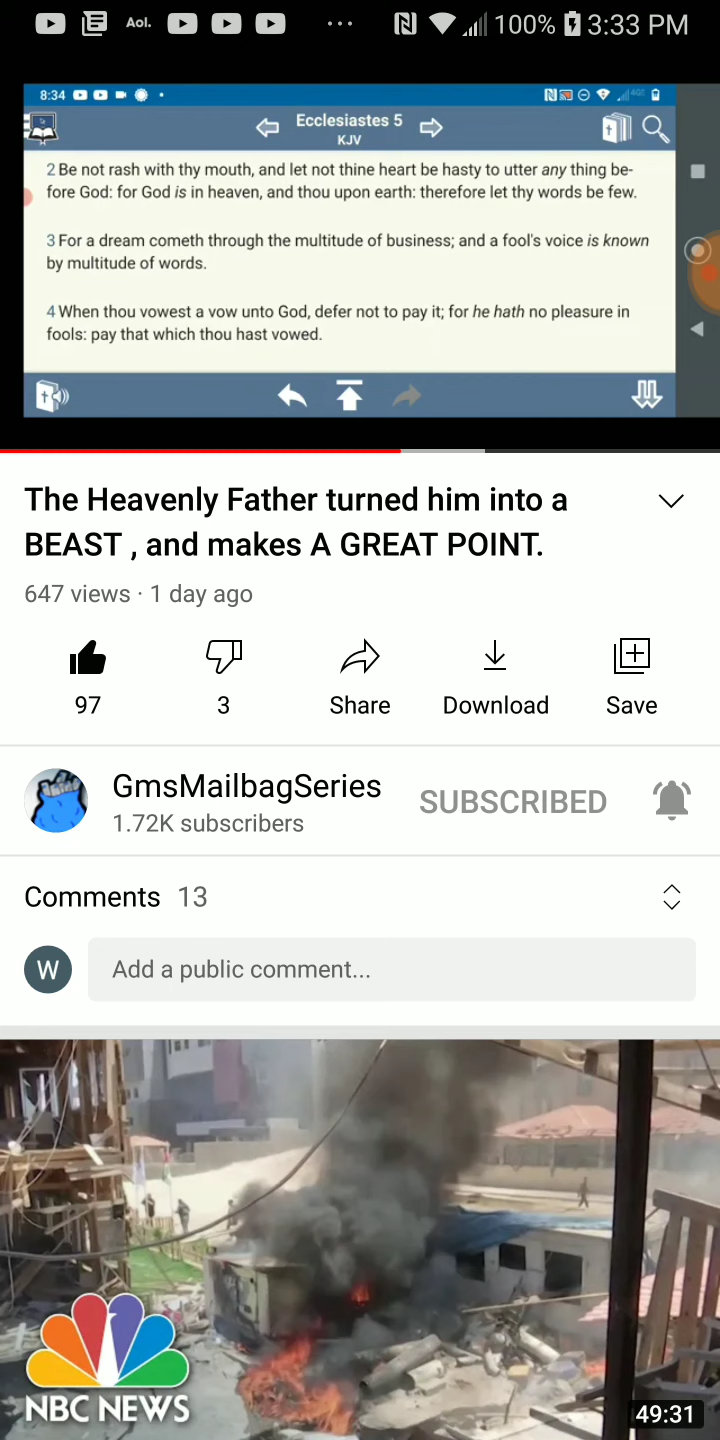 Aol. ... 100% 3:33 PM
8:34
Ecclesiastes 5
KJV
2 Be not rash with thy mouth, and let not thine heart be hasty to utter any thing be-
fore God: for God is in heaven, and thou upon earth: therefore let thy words be few.
3 For a dream cometh through the multitude of business; and a fool's voice is known
by multitude of words.
4 When thou vowest a vow unto God, defer not to pay it; for he hath no pleasure in
fools: pay that which thou hast vowed.
The Heavenly Father turned him into a
BEAST , and makes A GREAT POINT.
647 views · 1 day ago
97 3 Share Download Save
GmsMailbagSeries
SUBSCRIBED
1.72K subscribers
Comments 13
W Add a public comment...
NBC NEWS
49:31